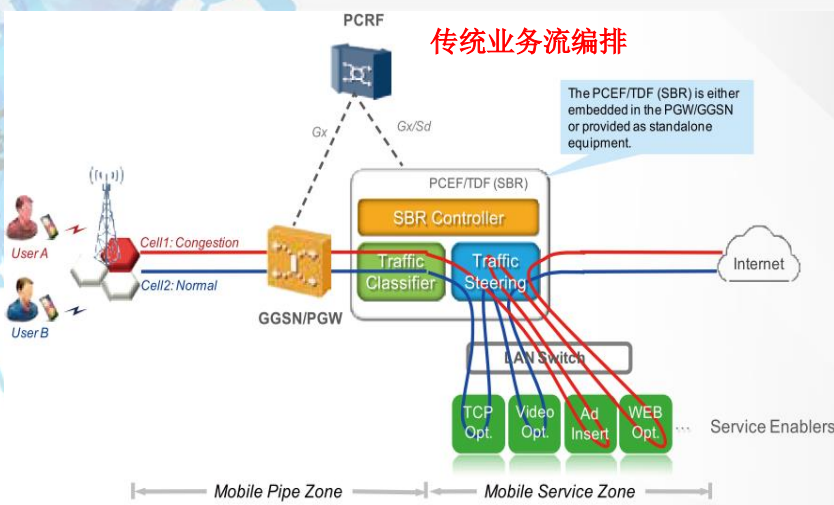 PCRF
传统业务流编排
The PCEF/TDF (SBR) is either
embedded in the PGW/GGSN
or provided as standalone
equipment.
Gx
Gx/Sd
PCEF/TDF (SBR)
SBR Controller
User A
Cell1: Congestion
Traffic
Classifier
Traffic
Steering
Internet
Cell2: Normal
User B
GGSN/PGW
LAN Switch
TCP
Opt.
Video
Opt.
Ad
Insert
WEB
Opt.
...
Service Enablers
Mobile Pipe Zone
Mobile Service Zone